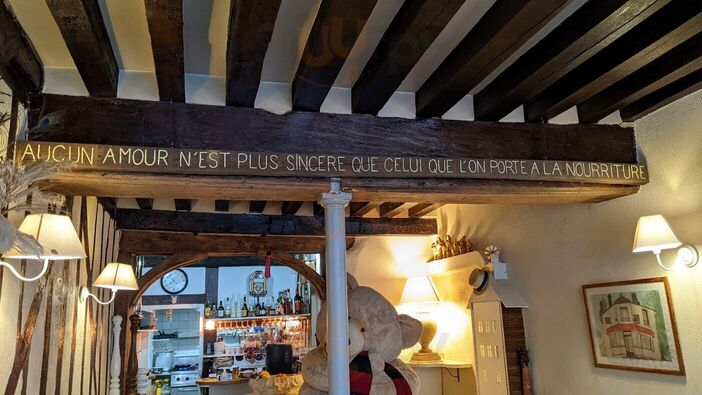 AUCUN AMOUR N'EST PLUS SINCERE QUE CELUI QUE L'ON PORTE A LA NOURRITURE